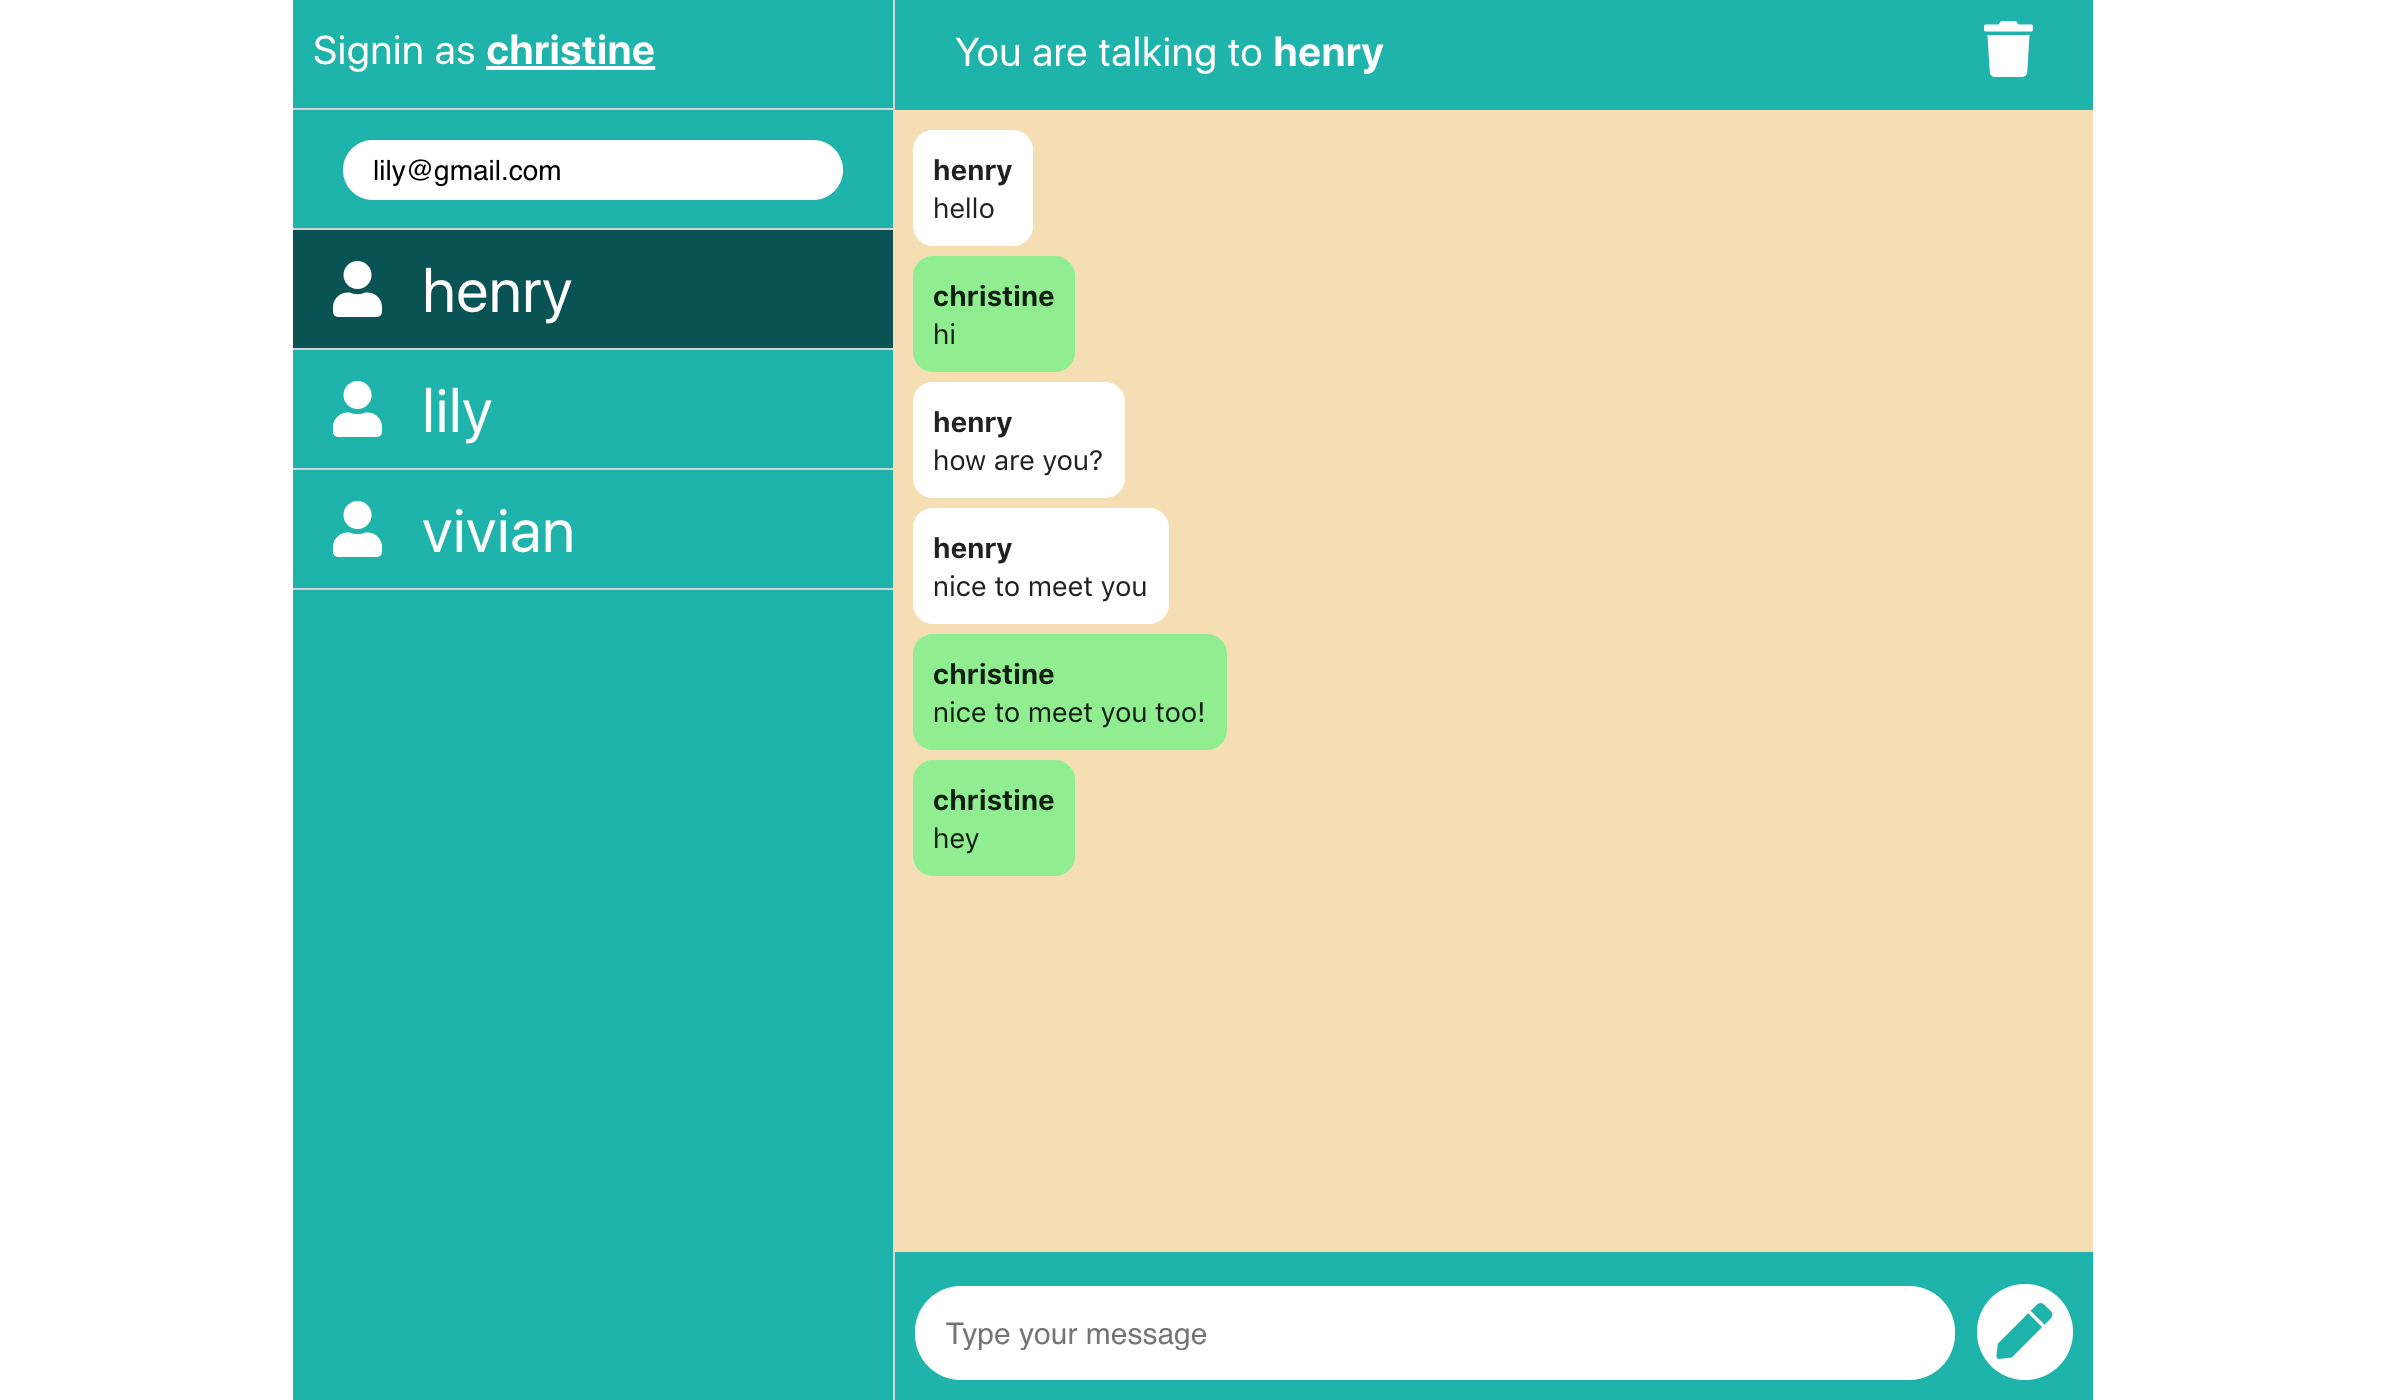 Signin as christine
lily@gmail.com
henry
lily
vivian
You are talking to henry
henry
hello
christine
hi
henry
how are you?
henry
nice to meet you
christine
nice to meet you too!
christine
hey
Type your message